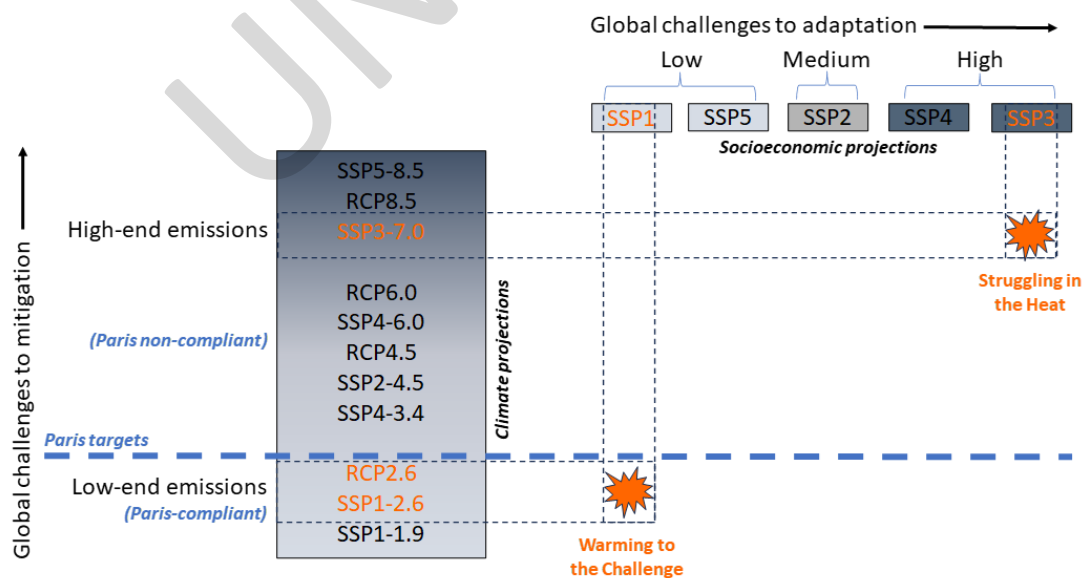 Global challenges to adaptation
Low
Medium
High
SSP1
SSP5
SSP2
SSP4
SSP3
Socioeconomic projections
Global challenges to mitigation
High-end emissions
(Paris non-compliant)
Paris targets
Low-end emissions
(Paris-compliant)
SSP5-8.5
RCP8.5
SSP3-7.0
RCP6.0
SSP4-6.0
RCP4.5
SSP2-4.5
SSP4-3.4
RCP2.6
SSP1-2.6
SSP1-1.9
Climate projections
Struggling in
the Heat
Warming to
the Challenge